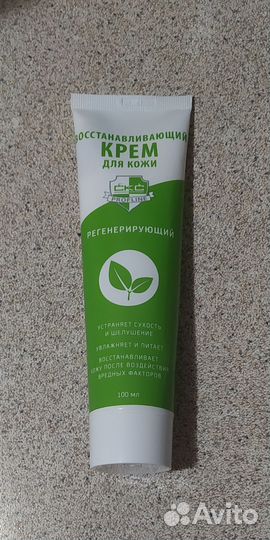 ВОССТАНАВЛИВАЮЩИЙ
КРЕМ
ДЛЯ КОЖИ
СКС
PROFLINE
РЕГЕНЕРИРУЮЩИЙ
УСТРАНЯЕТ СУХОСТЬ
И ШЕЛУШЕНИЕ
УВЛАЖНЯЕТ И ПИТАЕТ
ВОССТАНАВЛИВАЕТ
КОЖУ ПОСЛЕ ВОЗДЕЙСТВИЯ
ВРЕДНЫХ ФАКТОРОВ
100 мл
Avito